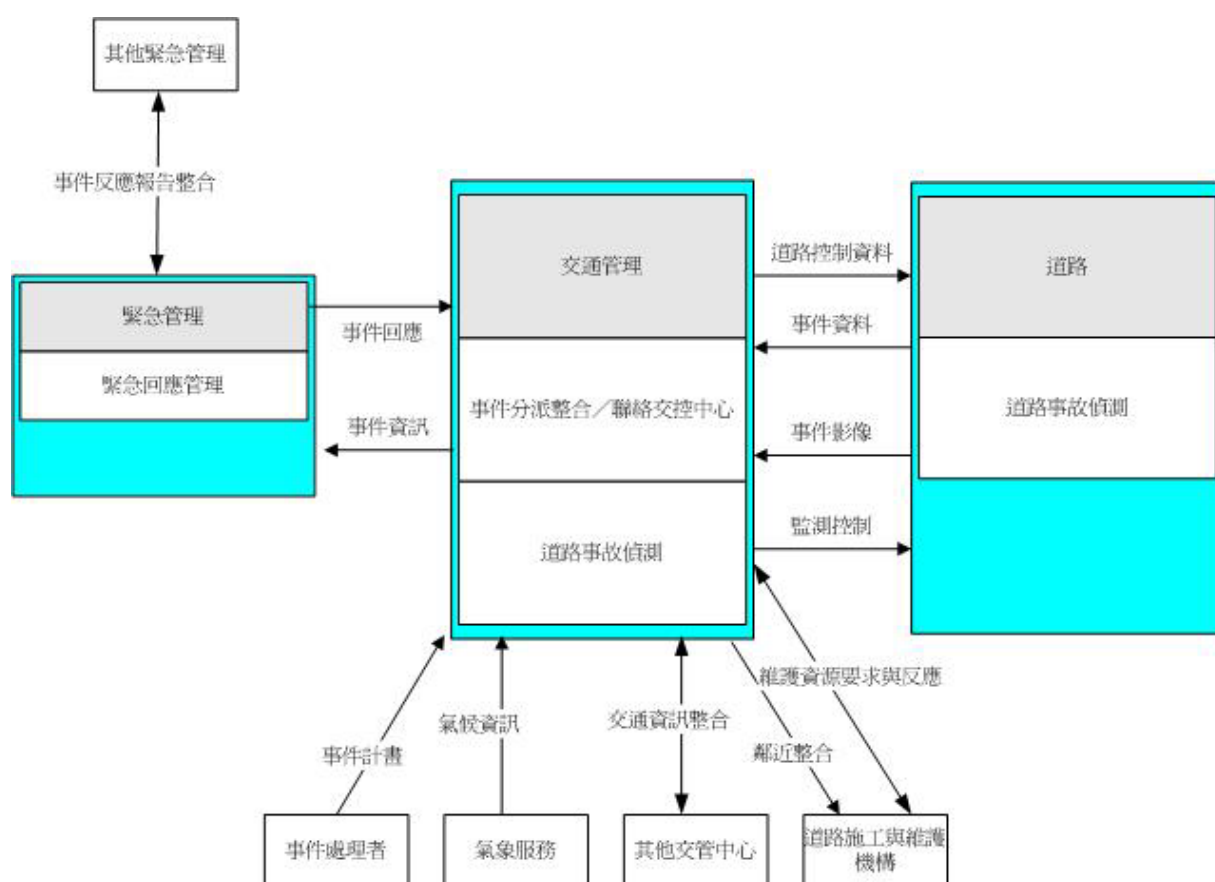 其他緊急管理
事件反應報告整合
緊急管理
緊急回應管理
事件回應
事件資訊
交通管理
事件分派整合／聯絡交控中心
道路事故偵測
道路控制資料
事件資料
事件影像
監測控制
道路
道路事故偵測
事件計畫
氣候資訊
交通資訊整合
鄰近整合
維護資源要求與反應
事件處理者
氣象服務
其他交管中心
道路施工與維護
機構